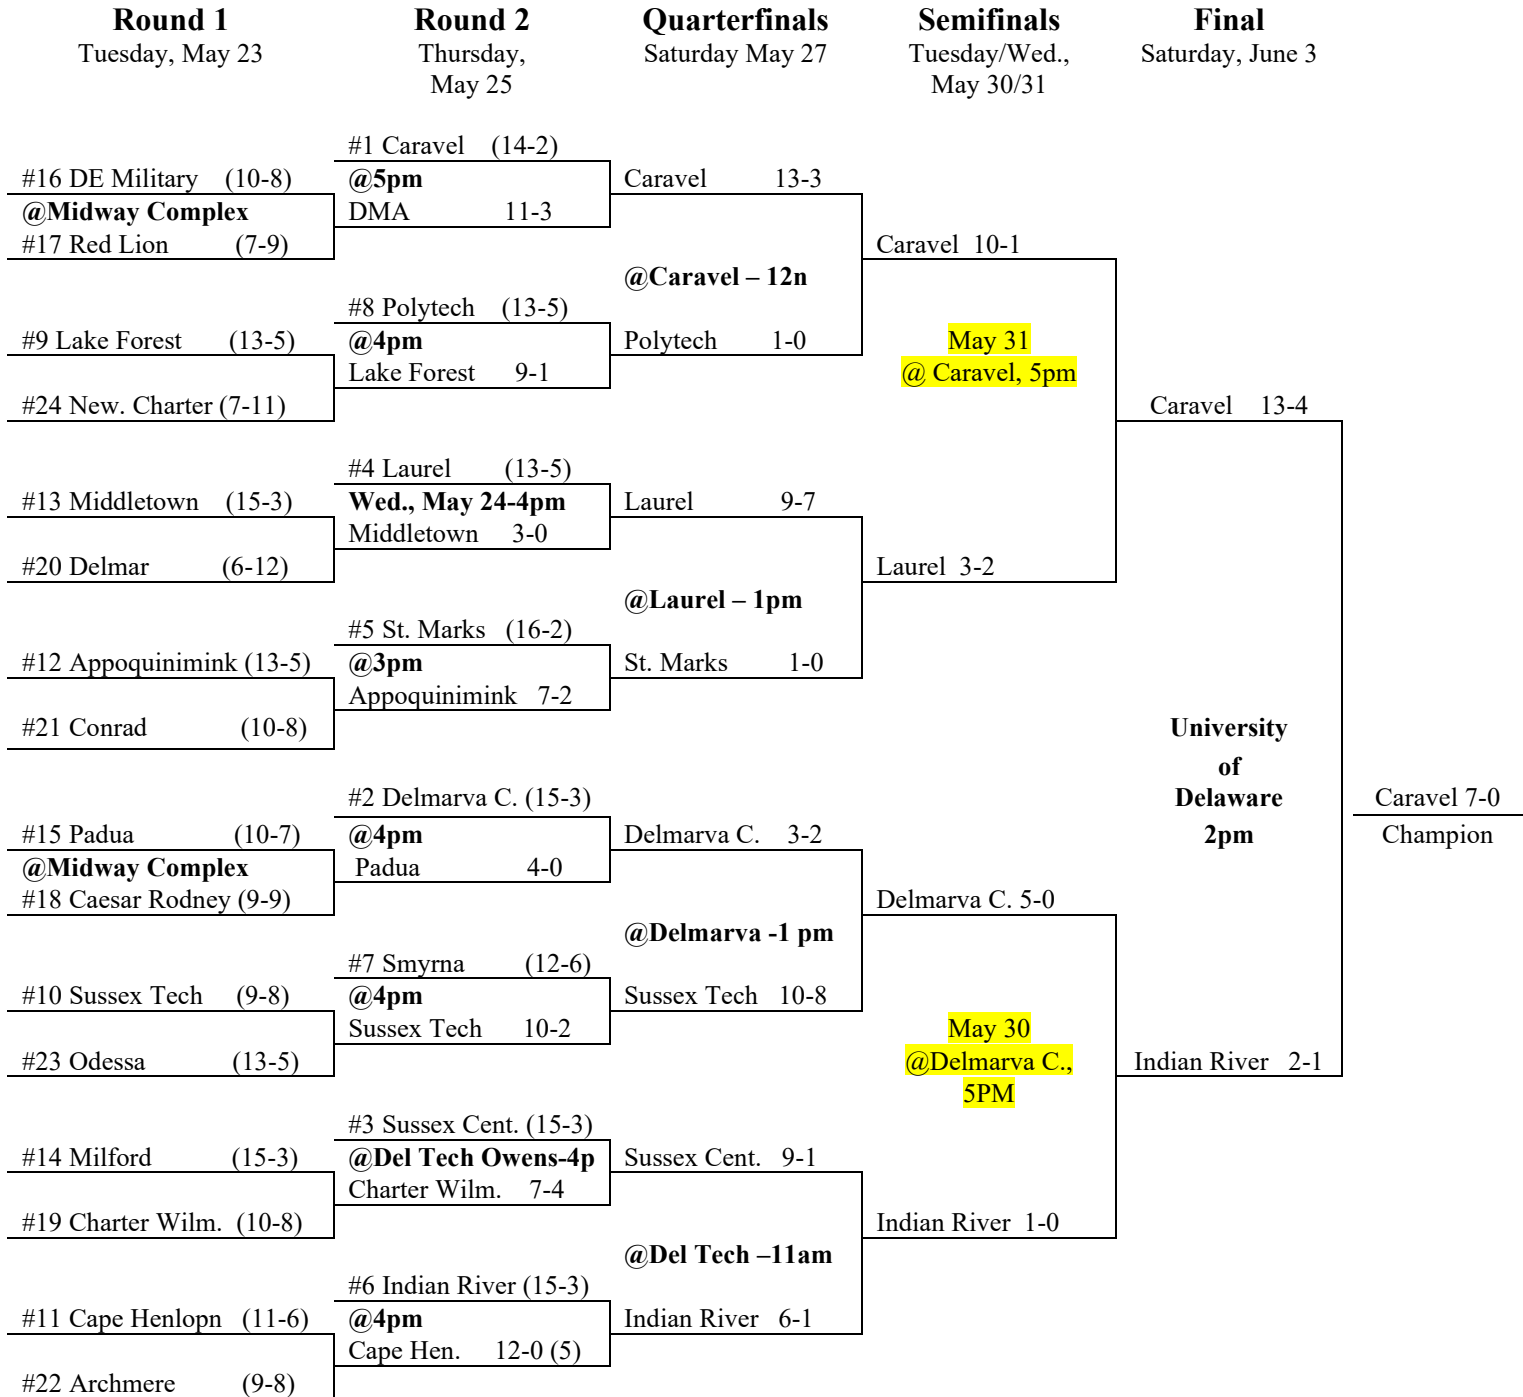 Round 1 Round 2 Quarterfinals Semifinals Final
Tuesday, May 23 Thursday, Saturday May 27 Tuesday/Wed., Saturday, June 3
May 25 May 30/31
#1 Caravel (14-2)
#16 DE Military (10-8) @5pm Caravel 13-3
@Midway Complex DMA 11-3
#17 Red Lion (7-9) Caravel 10-1
@Caravel – 12n
#8 Polytech (13-5)
#9 Lake Forest (13-5) @4pm Polytech 1-0 May 31
Lake Forest 9-1 @ Caravel, 5pm
#24 New. Charter (7-11) Caravel 13-4
#4 Laurel (13-5)
#13 Middletown (15-3) Wed., May 24-4pm Laurel 9-7
Middletown 3-0
#20 Delmar (6-12) Laurel 3-2
@Laurel – 1pm
#5 St. Marks (16-2)
#12 Appoquinimink (13-5) @3pm St. Marks 1-0
Appoquinimink 7-2
#21 Conrad (10-8) University
of
#2 Delmarva C. (15-3) Delaware Caravel 7-0
#15 Padua (10-7) @4pm Delmarva C. 3-2 2pm Champion
@Midway Complex Padua 4-0
#18 Caesar Rodney (9-9) Delmarva C. 5-0
@Delmarva -1 pm
#7 Smyrna (12-6)
#10 Sussex Tech (9-8) @4pm Sussex Tech 10-8
Sussex Tech 10-2 May 30
#23 Odessa (13-5) @Delmarva C., Indian River 2-1
5PM
#3 Sussex Cent. (15-3)
#14 Milford (15-3) @Del Tech Owens-4p Sussex Cent. 9-1
Charter Wilm. 7-4
#19 Charter Wilm. (10-8) Indian River 1-0
@Del Tech –11am
#6 Indian River (15-3)
#11 Cape Henlopn (11-6) @4pm Indian River 6-1
Cape Hen. 12-0 (5)
#22 Archmere (9-8)